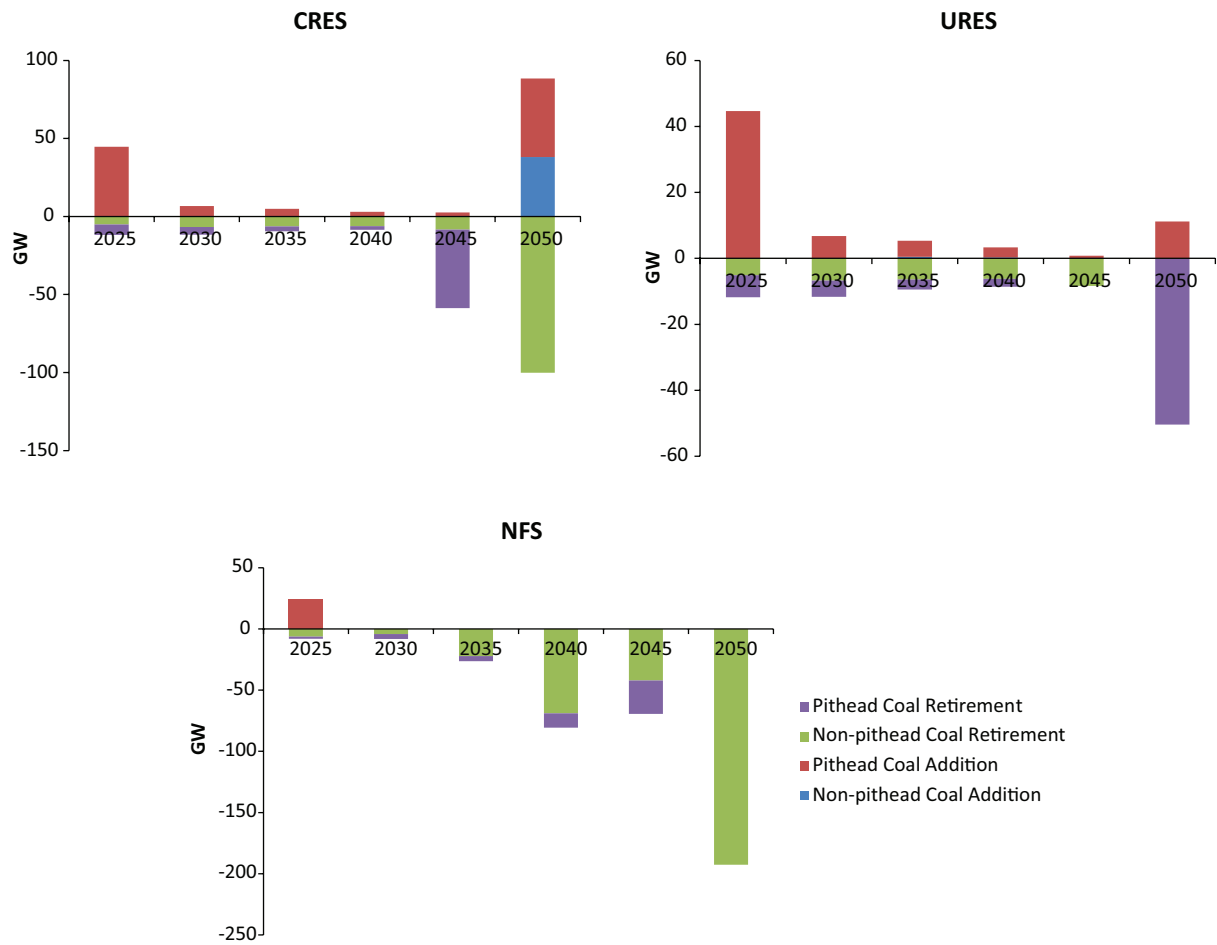 CRES
100
50
0
-50
-100
-150
GW
2025 2030 2035 2040 2045 2050
URES
60
40
20
0
-20
-40
-60
GW
2025 2030 2035 2040 2045 2050
NFS
50
0
-50
-100
-150
-200
-250
GW
2025 2030 2035 2040 2045 2050
Pithead Coal Retirement
Non-pithead Coal Retirement
Pithead Coal Addition
Non-pithead Coal Addition